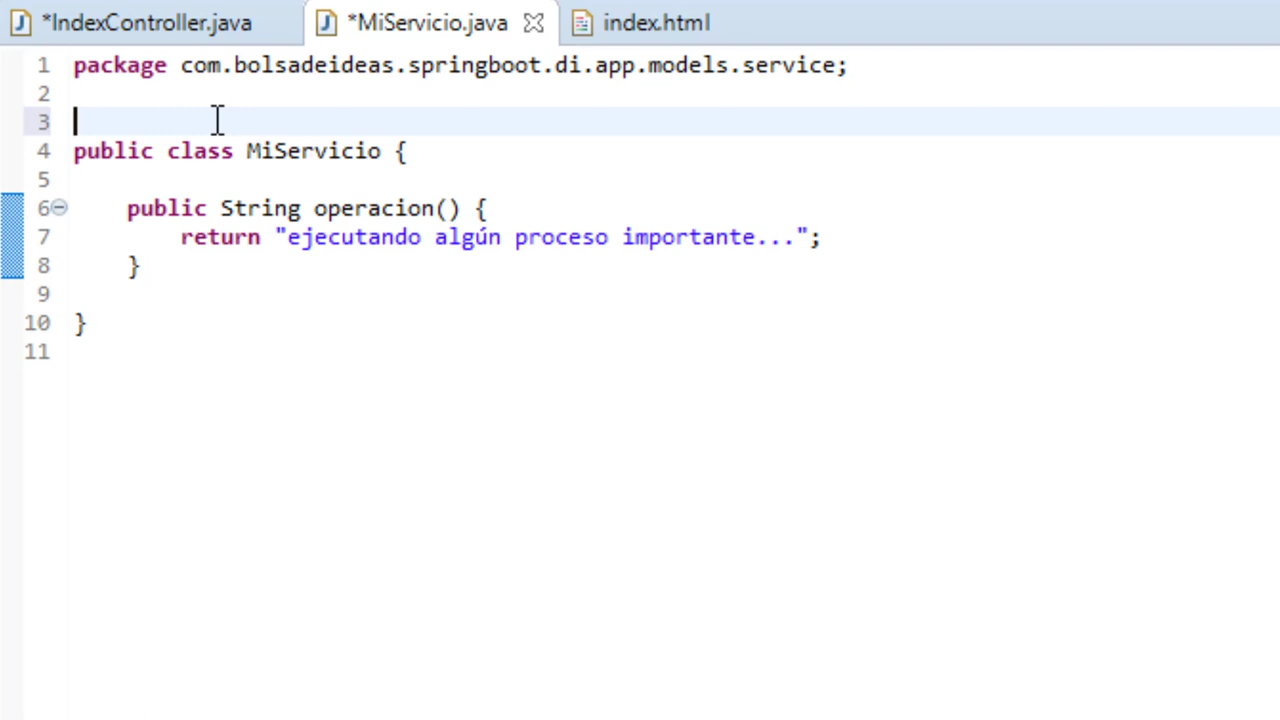 *IndexController.java *MiServicio.java index.html
1 package com.bolsadeideas.springboot.di.app.models.service;
2
3
4 public class MiServicio {
5
6 public String operacion() {
7 return "ejecutando algún proceso importante...";
8 }
9
10 }
11